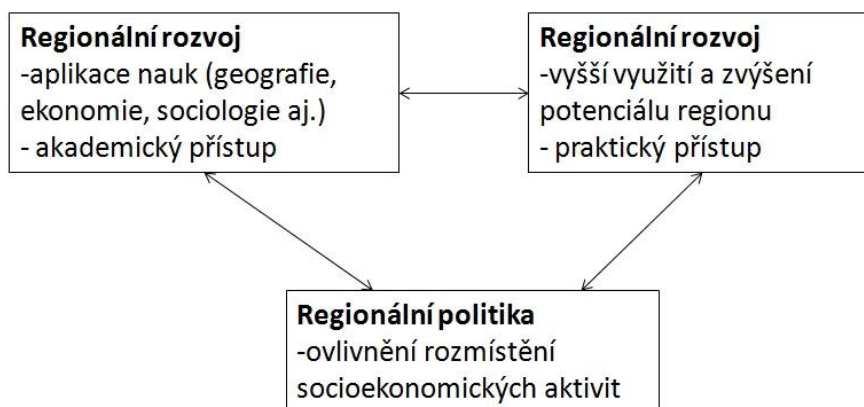 Regionální rozvoj
-aplikace nauk (geografie,
ekonomie, sociologie aj.)
- akademický přístup
Regionální rozvoj
-vyšší využití a zvýšení
potenciálu regionu
- praktický přístup
Regionální politika
-ovlivnění rozmístění
socioekonomických aktivit